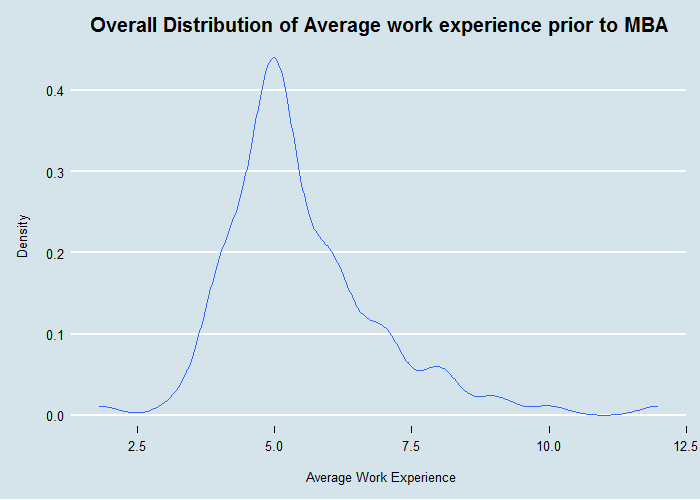 Overall Distribution of Average work experience prior to MBA
Density
0.4
0.3
0.2
0.1
0.0
2.5 5.0 7.5 10.0 12.5
Average Work Experience